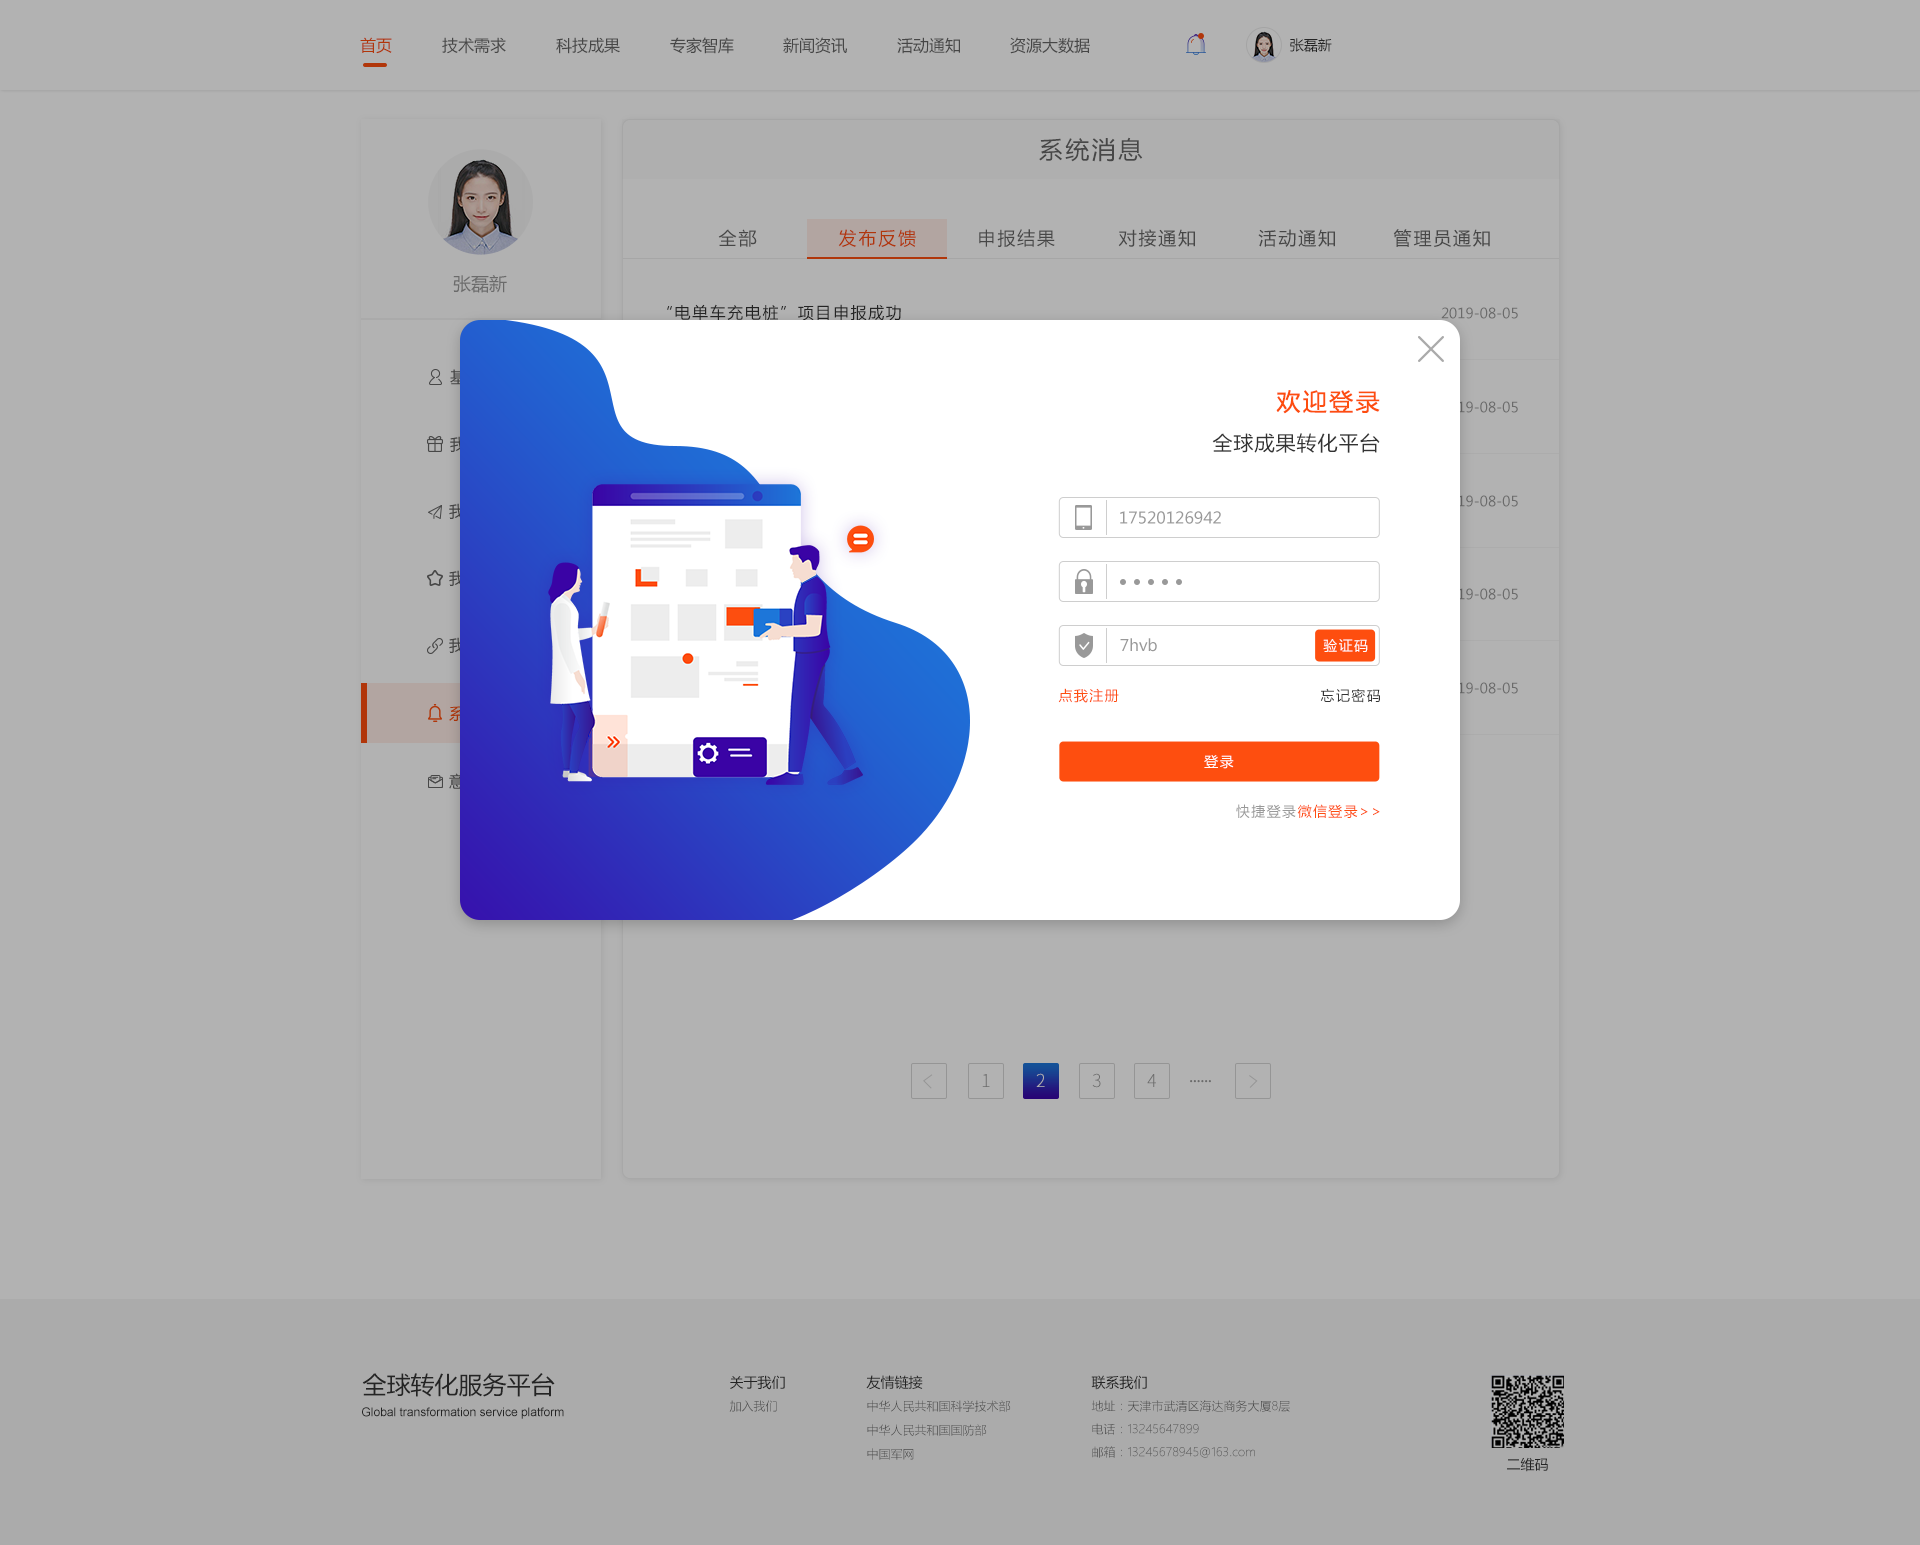 首页 技术需求 科技成果 专家智库 新闻资讯 活动通知 资源大数据 张磊新
张磊新
系统消息
全部 发布反馈 申报结果 对接通知 活动通知 管理员通知
“电单车充电桩”项目申报成功 2019-08-05
19-08-05
19-08-05
19-08-05
19-08-05
我
我
我
我
系
意
欢迎登录
全球成果转化平台
17520126942
7hvb 验证码
点我注册 忘记密码
登录
快捷登录微信登录>>
< 1 2 3 4 ······ >
全球转化服务平台
Global transformation service platform
关于我们
加入我们
友情链接
中华人民共和国科学技术部
中华人民共和国国防部
中国军网
联系我们
地址：天津市武清区海达商务大厦8层
电话：13245647899
邮箱：13245678945@163.com
二维码